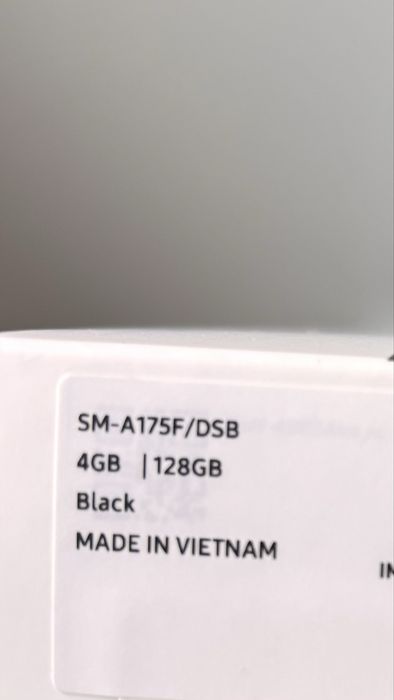 SM-A175F/DSB
4GB | 128GB
Black
MADE IN VIETNAM